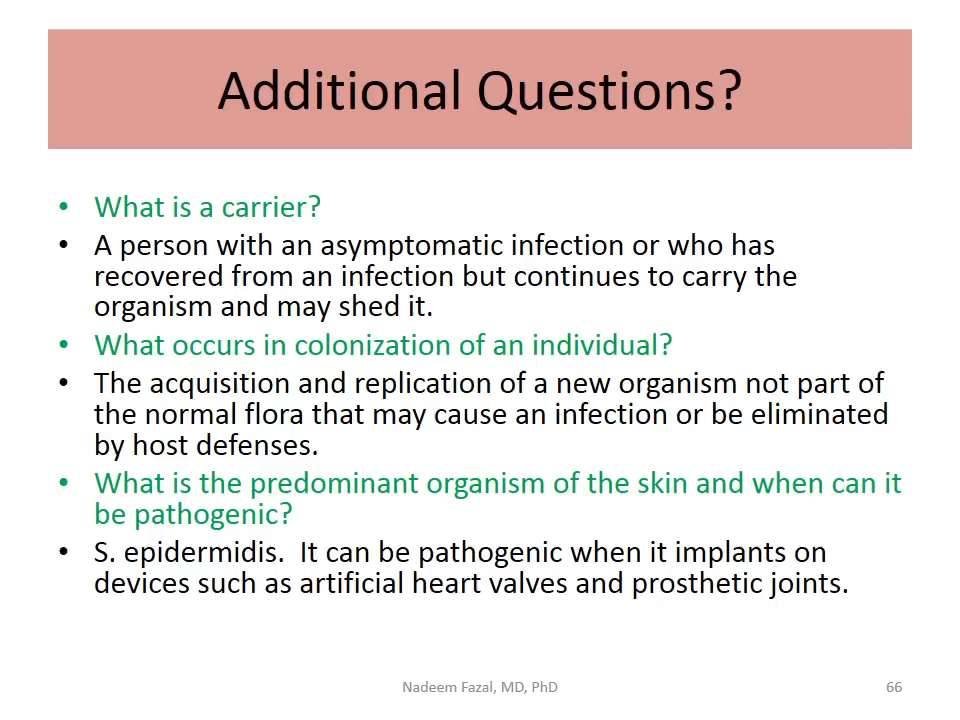 Additional Questions?
• What is a carrier?
• A person with an asymptomatic infection or who has
recovered from an infection but continues to carry the
organism and may shed it.
• What occurs in colonization of an individual?
• The acquisition and replication of a new organism not part of
the normal flora that may cause an infection or be eliminated
by host defenses.
• What is the predominant organism of the skin and when can it
be pathogenic?
• S. epidermidis.  It can be pathogenic when it implants on
devices such as artificial heart valves and prosthetic joints.
Nadeem Fazal, MD, PhD
66